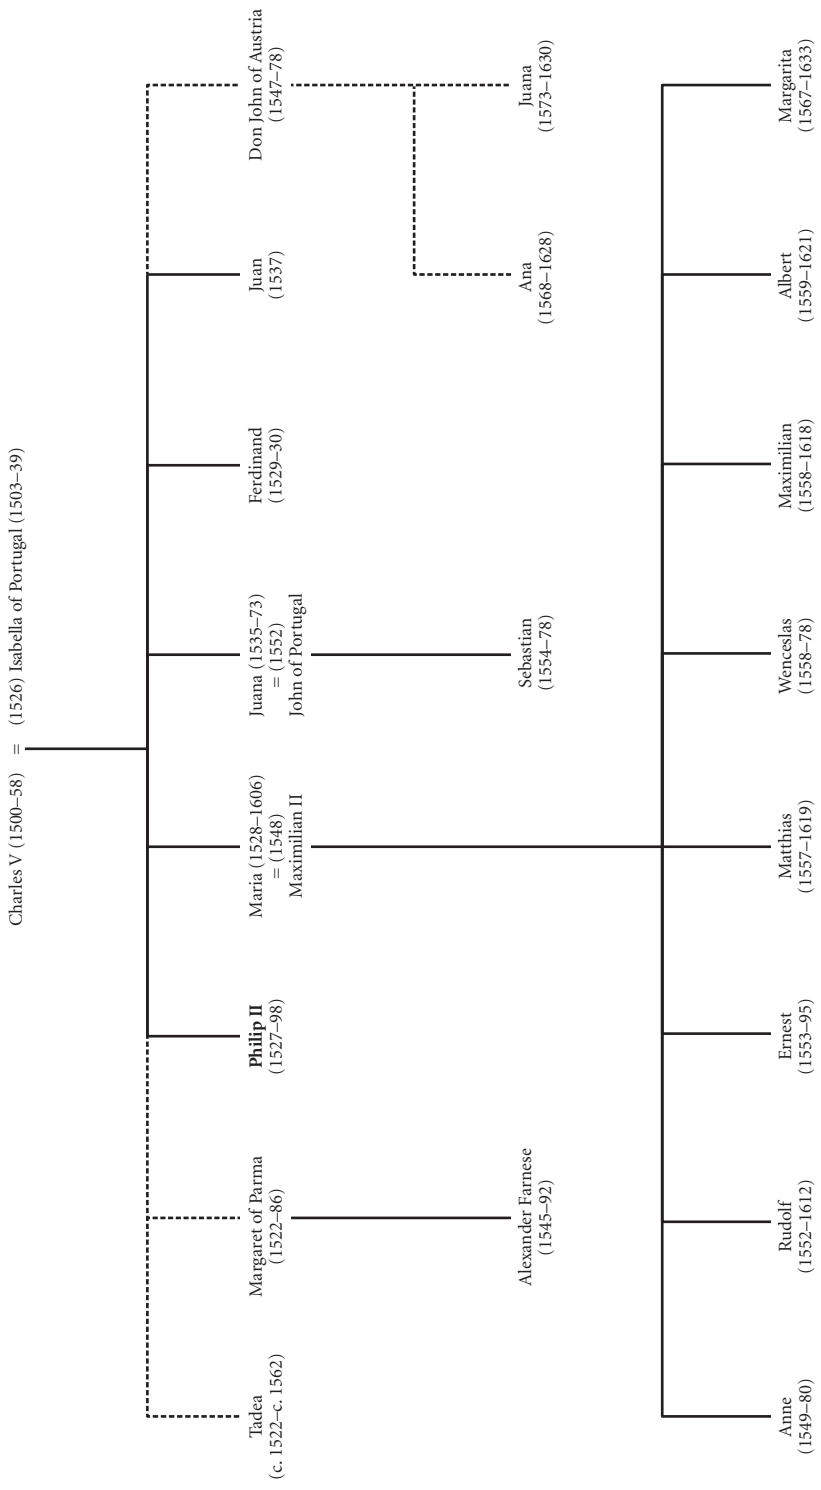 Charles V (1500–58) = (1526) Isabella of Portugal (1503–39)
Tadea
(c. 1522–c. 1562)
Margaret of Parma
(1522–86)
Philip II
(1527–98)
Maria (1528–1606)
= (1548)
Maximilian II
Juana (1535–73)
= (1552)
John of Portugal
Ferdinand
(1529–30)
Juan
(1537)
Don John of Austria
(1547–78)
Alexander Farnese
(1545–92)
Sebastian
(1554–78)
Ana
(1568–1628)
Juana
(1573–1630)
Anne
(1549–80)
Rudolf
(1552–1612)
Ernest
(1553–95)
Matthias
(1557–1619)
Wenceslas
(1558–78)
Maximilian
(1558–1618)
Albert
(1559–1621)
Margarita
(1567–1633)